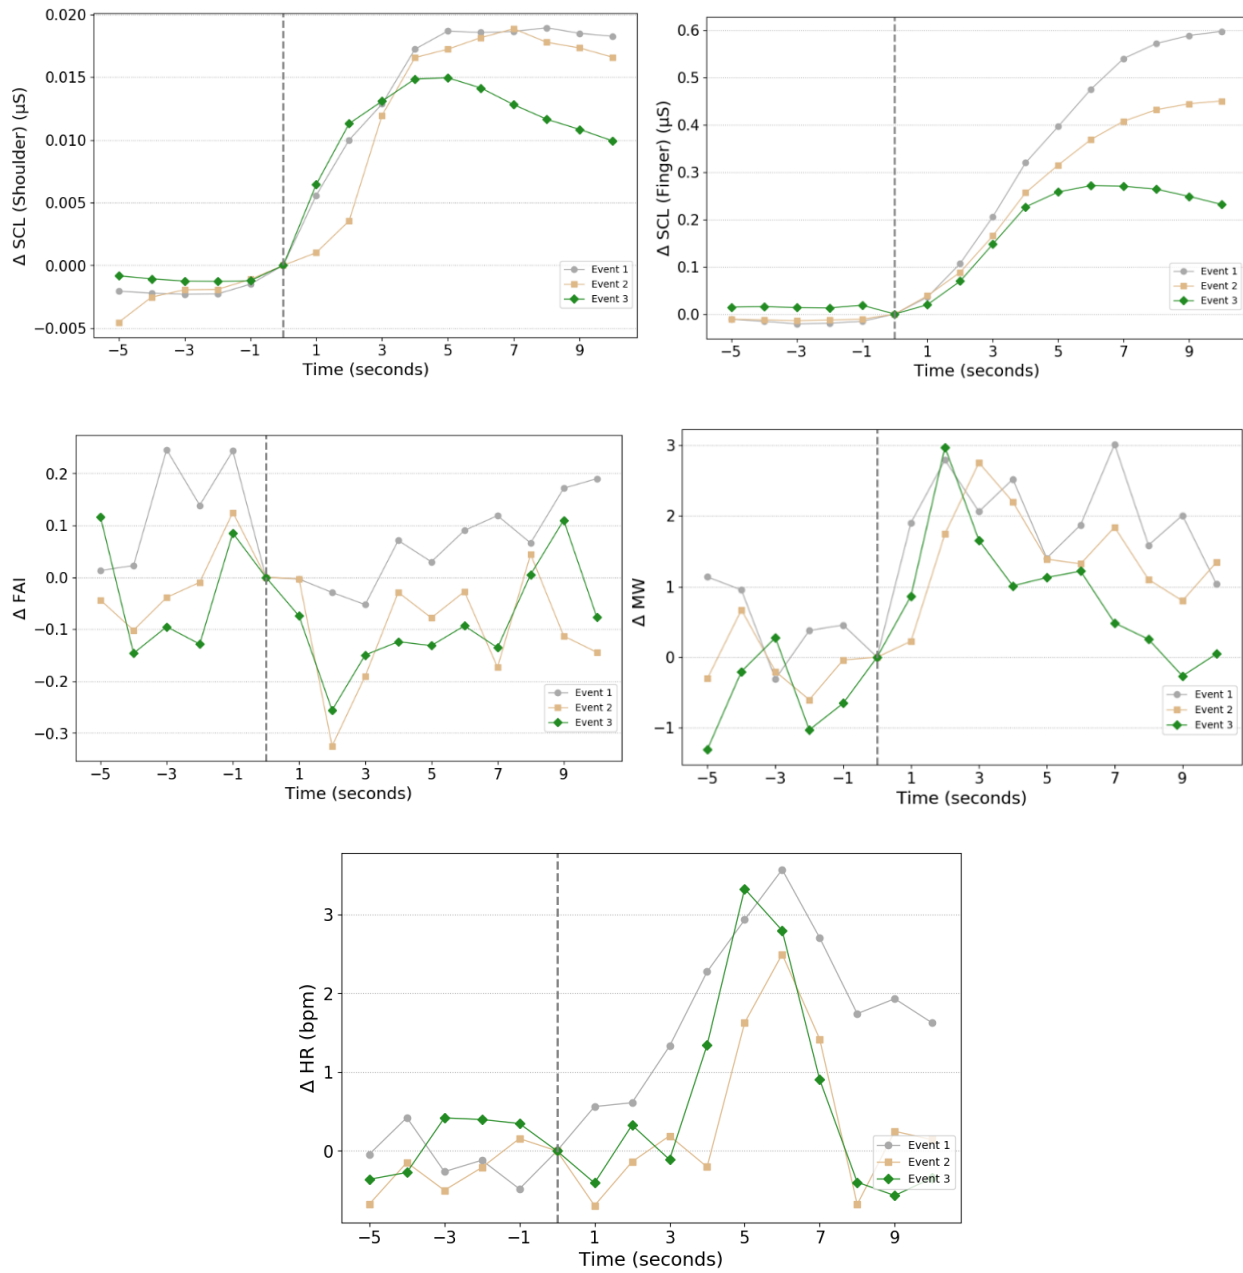 Δ SCL (Shoulder) (μS)
0.020
0.015
0.010
0.005
0.000
−0.005
Event 1
Event 2
Event 3
−5 −3 −1 1 3 5 7 9
Time (seconds)
Δ SCL (Finger) (μS)
0.6
0.5
0.4
0.3
0.2
0.1
0.0
Event 1
Event 2
Event 3
−5 −3 −1 1 3 5 7 9
Time (seconds)
Δ FAI
0.2
0.1
0.0
−0.1
−0.2
−0.3
Event 1
Event 2
Event 3
−5 −3 −1 1 3 5 7 9
Time (seconds)
Δ MW
3
2
1
0
−1
Event 1
Event 2
Event 3
−5 −3 −1 1 3 5 7 9
Time (seconds)
Δ HR (bpm)
3
2
1
0
Event 1
Event 2
Event 3
−5 −3 −1 1 3 5 7 9
Time (seconds)